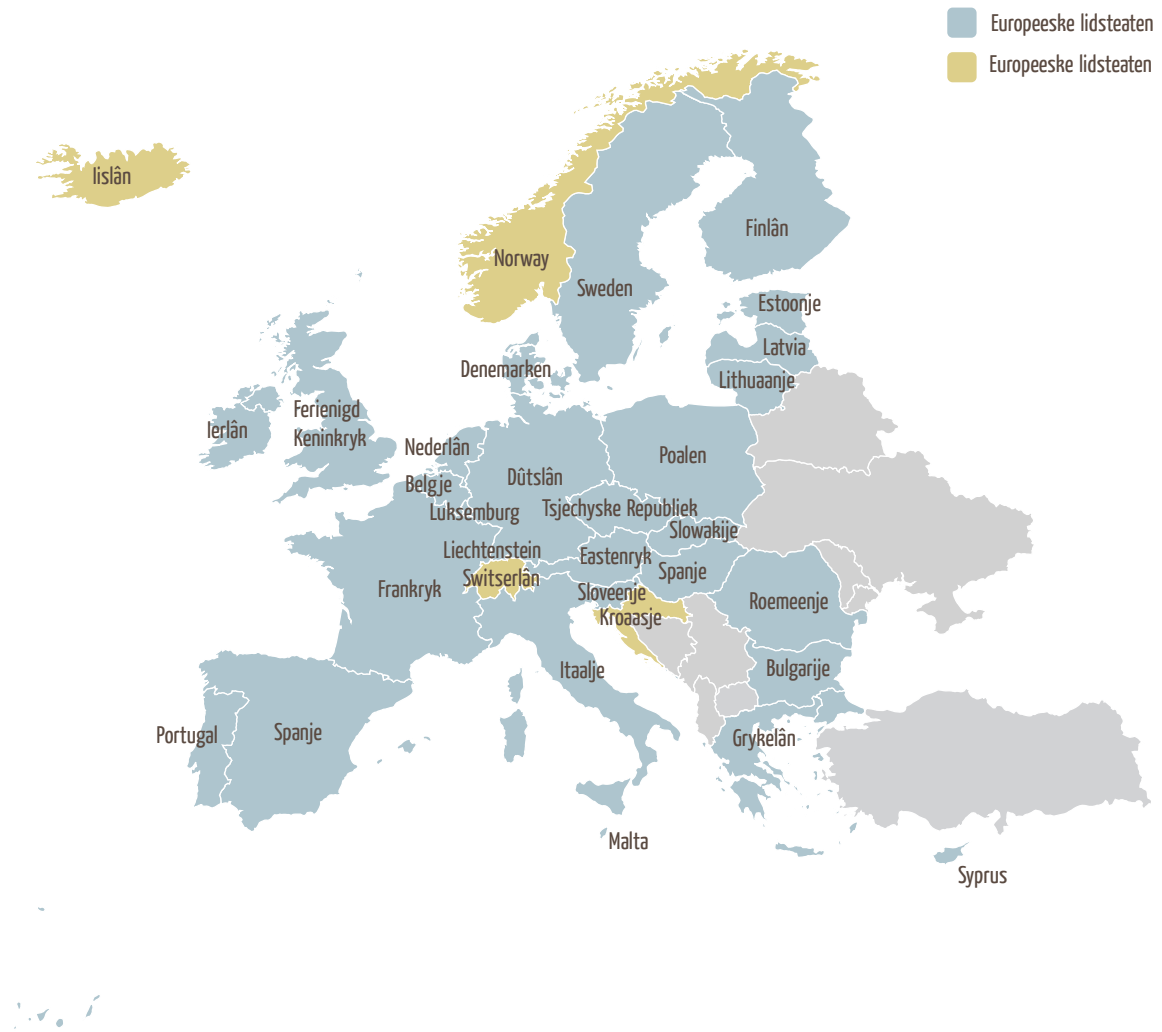 Europeeske lidsteaten
Europeeske lidsteaten
Iislân
Finlân
Norway
Sweden
Estoonje
Latvia
Denemarken
Lithuaanje
Ferienigd
Keninkryk
Ierlân
Nederlân
Poalen
Dûtslân
Belgje
Tsjechyske Republiek
Luksemburg
Slowakije
Liechtenstein
Eastenryk
Spanje
Switserlân
Frankryk
Sloveenje
Roemeenje
Kroaasje
Itaalje
Bulgarije
Spanje
Portugal
Grykelân
Malta
Syprus